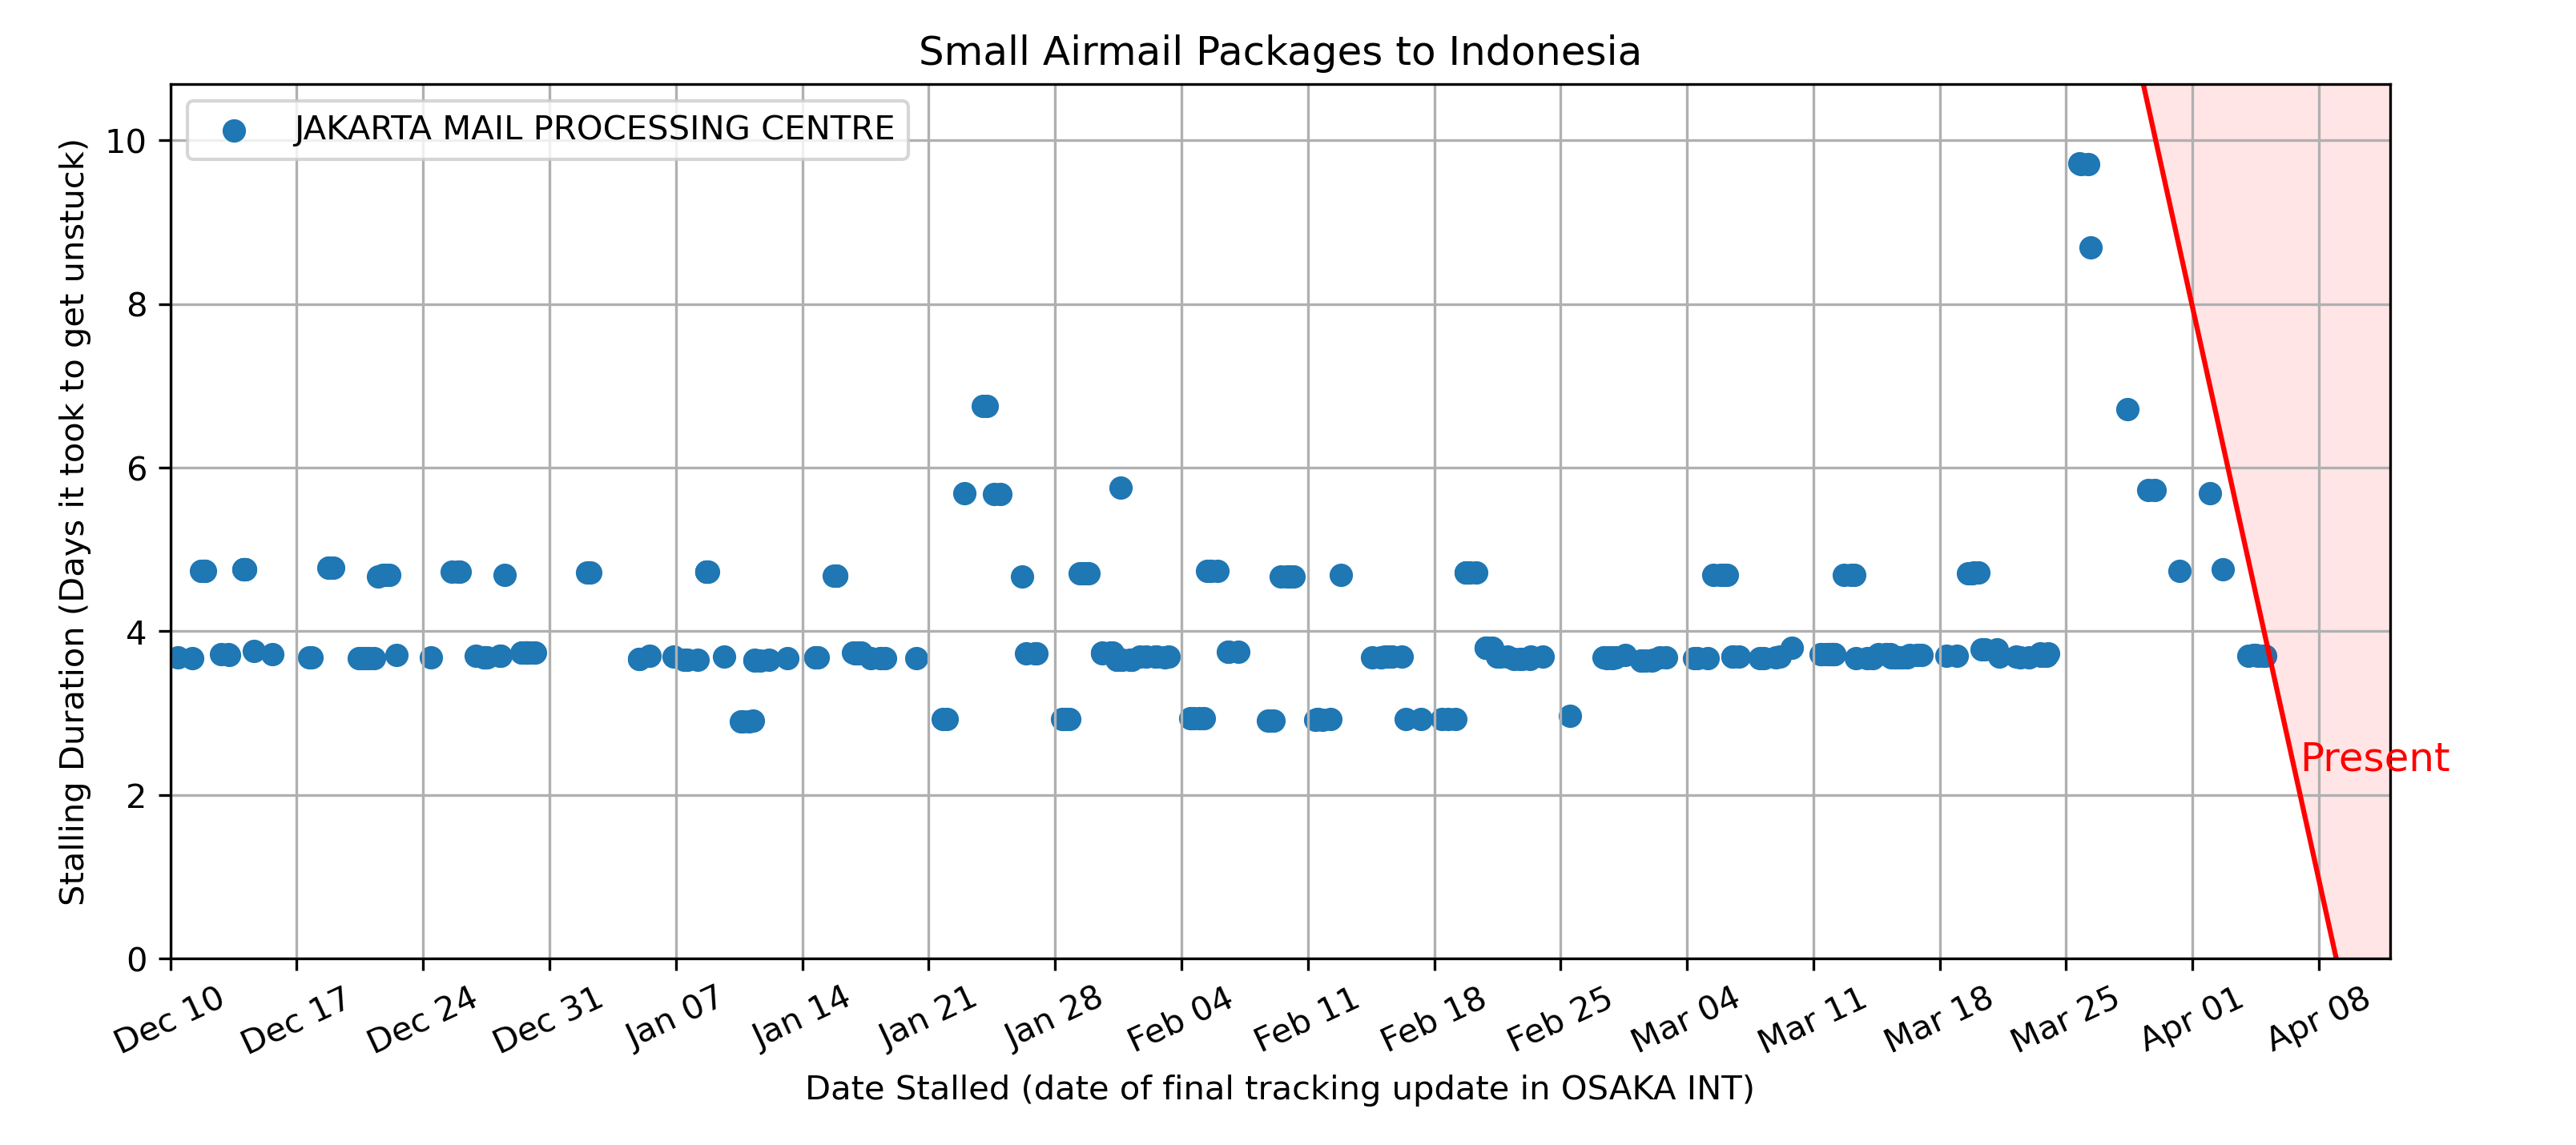 Small Airmail Packages to Indonesia
JAKARTA MAIL PROCESSING CENTRE
Stalling Duration (Days it took to get unstuck)
10
8
6
4
2
0
Present
Dec 10
Dec 17
Dec 24
Dec 31
Jan 07
Jan 14
Jan 21
Jan 28
Feb 04
Feb 11
Feb 18
Feb 25
Mar 04
Mar 11
Mar 18
Mar 25
Apr 01
Apr 08
Date Stalled (date of final tracking update in OSAKA INT)